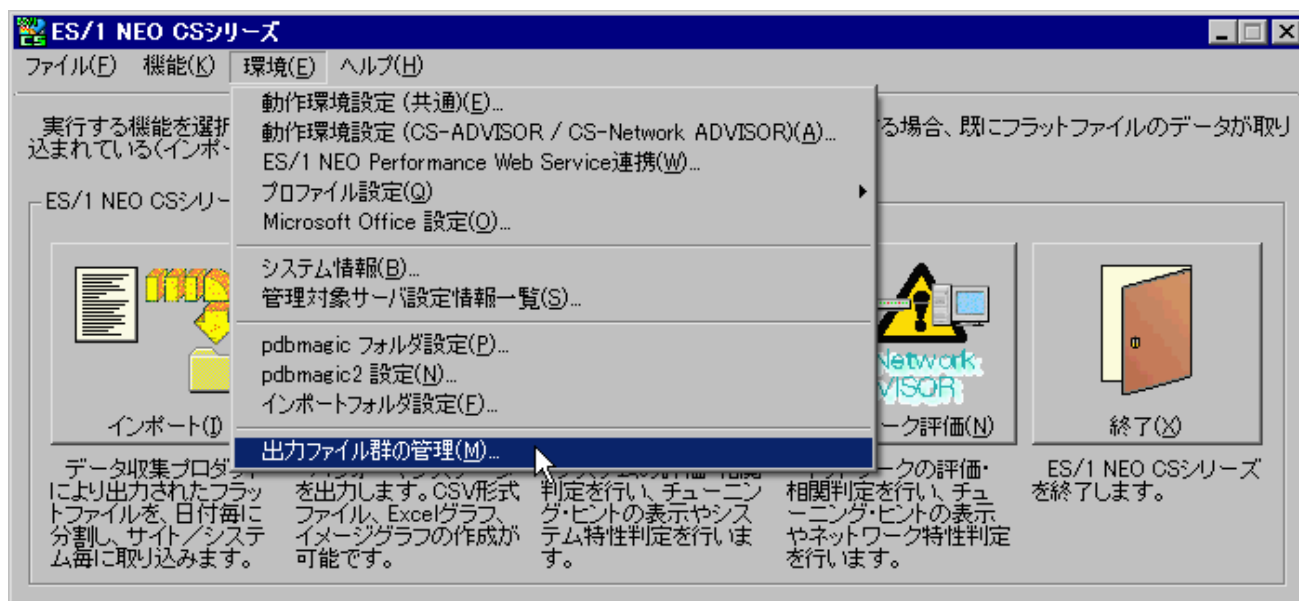 ES/1 NEO CSシリーズ
ファイル(F) 機能(K) 環境(E) ヘルプ(H)
実行する機能を選択
する場合、既にフラットファイルのデータが取り
込まれている(インポー
動作環境設定 (共通)(E)...
動作環境設定 (CS-ADVISOR / CS-Network ADVISOR)(A)...
ES/1 NEO Performance Web Service連携(W)...
プロファイル設定(Q)
Microsoft Office 設定(O)...
システム情報(B)...
管理対象サーバ設定情報一覧(S)...
pdbmagic フォルダ設定(P)...
pdbmagic2 設定(N)...
インポートフォルダ設定(F)...
出力ファイル群の管理(M)...
ES/1 NEO CSシリー
Network
VISOR
インポート(I)
ーク評価(N)
終了(X)
データ収集プロダクト
により出力されたフラッ
トファイルを、日付毎に
分割し、サイト/システ
ム毎に取り込みます。
を出力します。CSV形式
ファイル、Excelグラフ、
イメージグラフの作成が
可能です。
判定を行い、チューニン
グ・ヒントの表示やシス
テム特性判定を行いま
す。
ークの評価・
相関判定を行い、チュ
ーニング・ヒントの表示
やネットワーク特性判定
を行います。
ES/1 NEO CSシリーズ
を終了します。